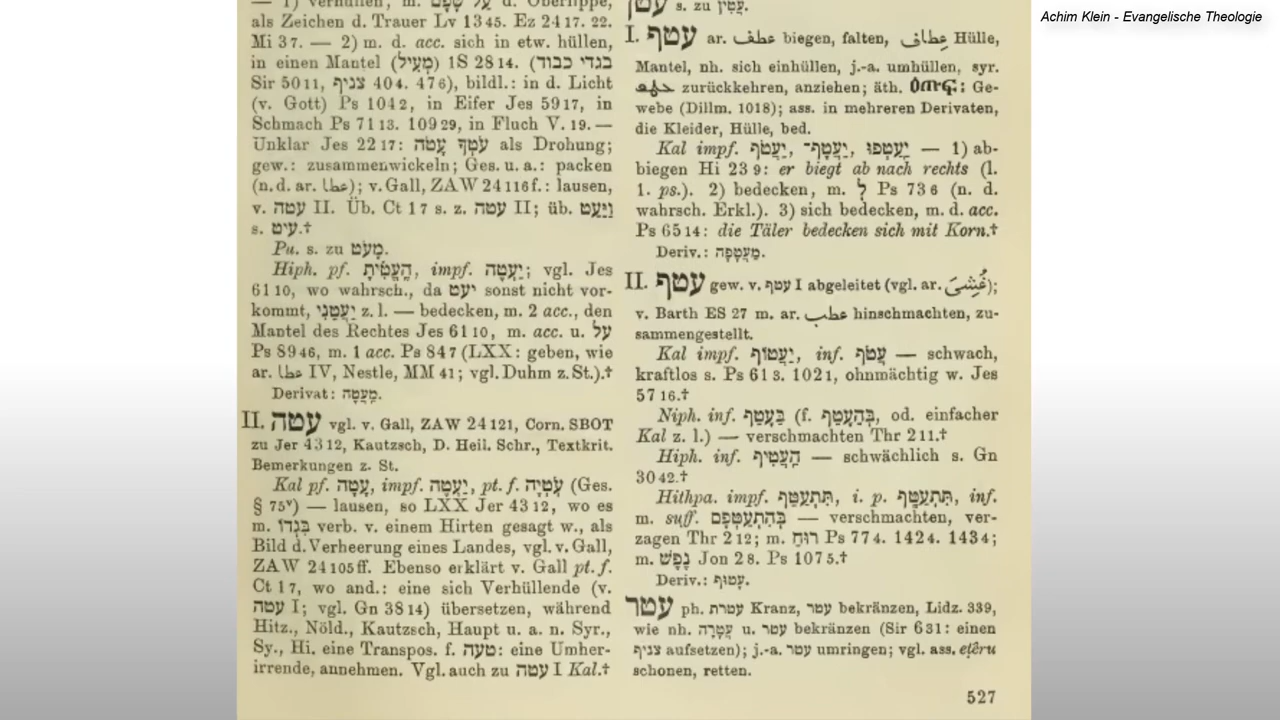 Achim Klein - Evangelische Theologie
als Zeichen d. Trauer Lv 13 45. Ez 24 17. 22.
Mi 3 7. — 2) m. d. acc. sich in etw. hüllen,
in einen Mantel (מְעִיל) 1S 28 14. (בגדי כבוד
Sir 50 11, צניף 40 4. 47 6), bildl.: in d. Licht
(v. Gott) Ps 104 2, in Eifer Jes 59 17, in
Schmach Ps 71 13. 109 29, in Fluch V. 19. —
Unklar Jes 22 17: עֹטְךָ עָטֹה als Drohung;
gew.: zusammenwickeln; Ges. u. a.: packen
(n. d. ar. عطا); v. Gall, ZAW 24 116 f.: lausen,
v. עטה II. Üb. Ct 1 7 s. z. עטה II; üb. וַיַּעַט
s. עיט.†
Pu. s. zu מְעֻט.
Hiph. pf. הֶעֱטִיתָ, impf. יַעְטֶה; vgl. Jes
61 10, wo wahrsch., da יעט sonst nicht vor-
kommt, יַעְטֵנִי z. l. — bedecken, m. 2 acc., den
Mantel des Rechtes Jes 61 10, m. acc. u. עַל
Ps 89 46, m. 1 acc. Ps 84 7 (LXX: geben, wie
ar. عطا IV, Nestle, MM 41; vgl. Duhm z. St.).†
Derivat: מַעֲטֶה.
II. עטה vgl. v. Gall, ZAW 24 121, Corn. SBOT
zu Jer 43 12, Kautzsch, D. Heil. Schr., Textkrit.
Bemerkungen z. St.
Kal pf. עָטָה, impf. יַעְטֶה, pt. f. עֹטְיָה (Ges.
§ 75v) — lausen, so LXX Jer 43 12, wo es
m. בִּגְדוֹ verb. v. einem Hirten gesagt w., als
Bild d. Verheerung eines Landes, vgl. v. Gall,
ZAW 24 105 ff. Ebenso erklärt v. Gall pt. f.
Ct 1 7, wo and.: eine sich Verhüllende (v.
עטה I; vgl. Gn 38 14) übersetzen, während
Hitz., Nöld., Kautzsch, Haupt u. a. n. Syr.,
Sy., Hi. eine Transpos. f. טעה: eine Umher-
irrende, annehmen. Vgl. auch zu עטה I Kal.†
s. zu עטין.
I. עטף ar. عطف biegen, falten, عِطاف Hülle,
Mantel, nh. sich einhüllen, j.-a. umhüllen, syr.
zurückkehren, anziehen; äth. Ge-
webe (Dillm. 1018); ass. in mehreren Derivaten,
die Kleider, Hülle, bed.
Kal impf. יַעֲטֹף, יַעֲטָף־, יַעַטְפוּ — 1) ab-
biegen Hi 23 9: er biegt ab nach rechts (l.
1. ps.). 2) bedecken, m. לְ Ps 73 6 (n. d.
wahrsch. Erkl.). 3) sich bedecken, m. d. acc.
Ps 65 14: die Täler bedecken sich mit Korn.†
Deriv.: מַעֲטָפָה.
II. עטף gew. v. עטף I abgeleitet (vgl. ar. غُشِىَ);
v. Barth ES 27 m. ar. عطب hinschmachten, zu-
sammengestellt.
Kal impf. יַעֲטוֹף, inf. עֲטֹף — schwach,
kraftlos s. Ps 61 3. 102 1, ohnmächtig w. Jes
57 16.†
Niph. inf. בֵּעָטֵף (f. בְּהֵעָטֵף, od. einfacher
Kal z. l.) — verschmachten Thr 2 11.†
Hiph. inf. הַעֲטִיף — schwächlich s. Gn
30 42.†
Hithpa. impf. תִּתְעַטֵּף, i. p. תִּתְעַטָּף, inf.
m. suff. בְּהִתְעַטְּפָם — verschmachten, ver-
zagen Thr 2 12; m. רוּחַ Ps 77 4. 142 4. 143 4;
m. נֶפֶשׁ Jon 2 8. Ps 107 5.†
Deriv.: עָטוּף.
עטר ph. עטרת Kranz, עטר bekränzen, Lidz. 339,
wie nh. עֲטָרָה u. עטר bekränzen (Sir 6 31: einen
צניף aufsetzen); j.-a. עטר umringen; vgl. ass. eṭêru
schonen, retten.
527